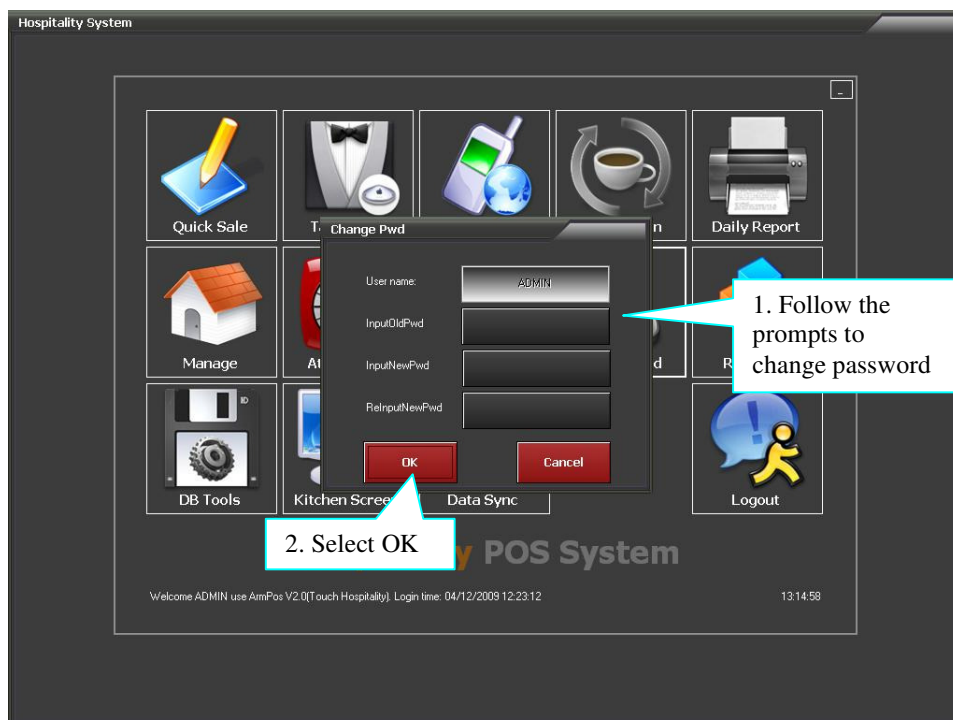 Hospitality System
Quick Sale
Daily Report
Change Pwd
User name:
ADMIN
InputOldPwd
InputNewPwd
ReInputNewPwd
OK
Cancel
1. Follow the
prompts to
change password
Manage
DB Tools
Kitchen Scree
Data Sync
Logout
2. Select OK
y POS System
Welcome ADMIN use ArmPos V2.0(Touch Hospitality). Login time: 04/12/2009 12:23:12
13:14:58